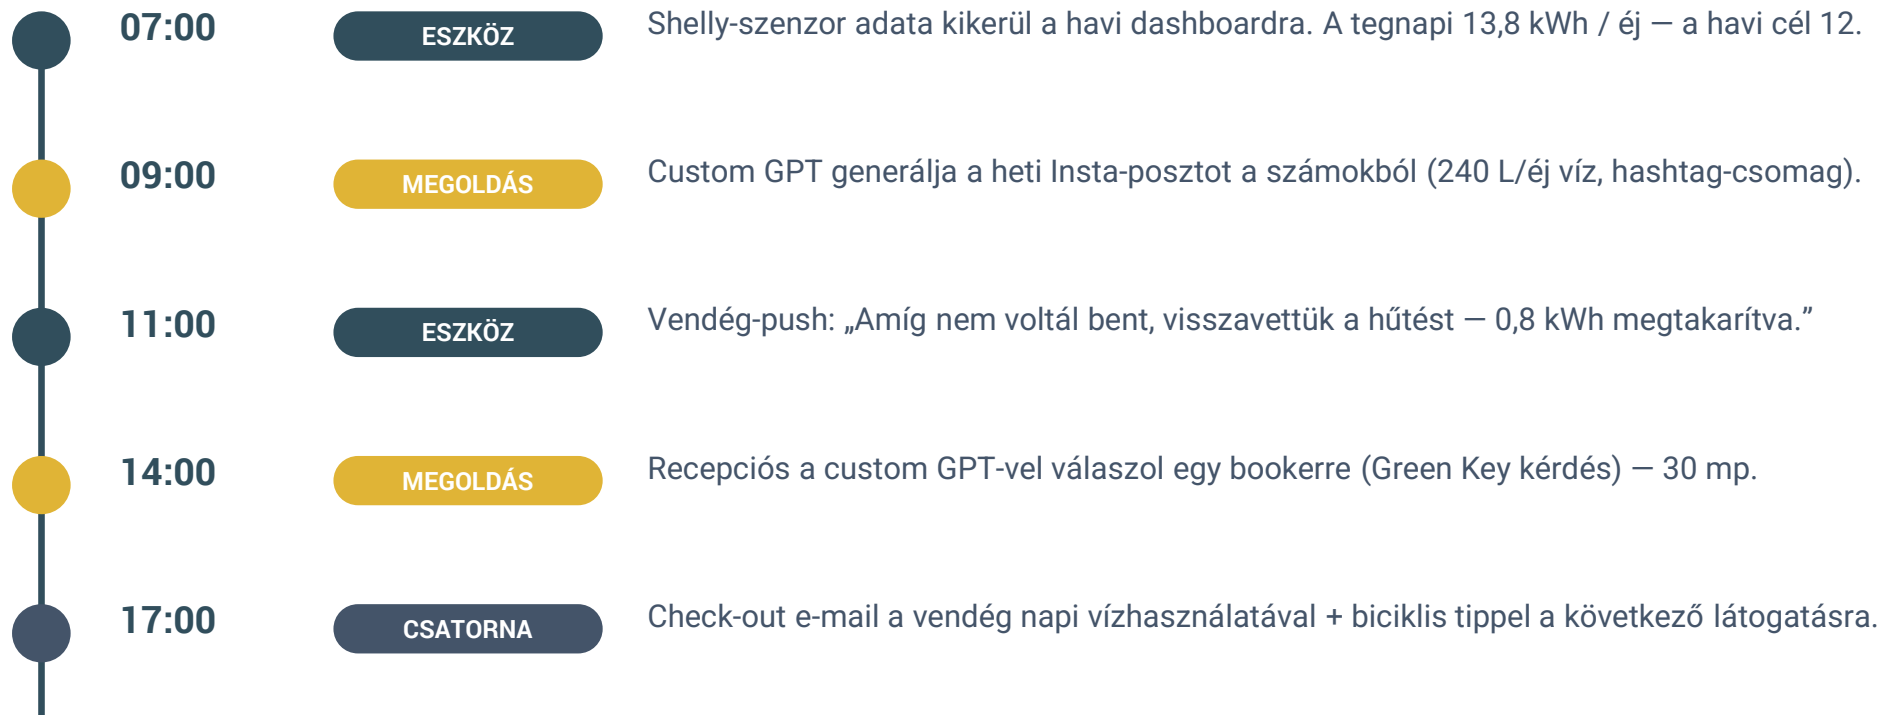 07:00 ESZKÖZ Shelly-szenzor adata kikerül a havi dashboardra. A tegnapi 13,8 kWh / éj — a havi cél 12.
09:00 MEGOLDÁS Custom GPT generálja a heti Insta-posztot a számokból (240 L/éj víz, hashtag-csomag).
11:00 ESZKÖZ Vendég-push: „Amíg nem voltál bent, visszavettük a hűtést — 0,8 kWh megtakarítva.”
14:00 MEGOLDÁS Recepciós a custom GPT-vel válaszol egy bookerre (Green Key kérdés) — 30 mp.
17:00 CSATORNA Check-out e-mail a vendég napi vízhasználatával + biciklis tippel a következő látogatásra.